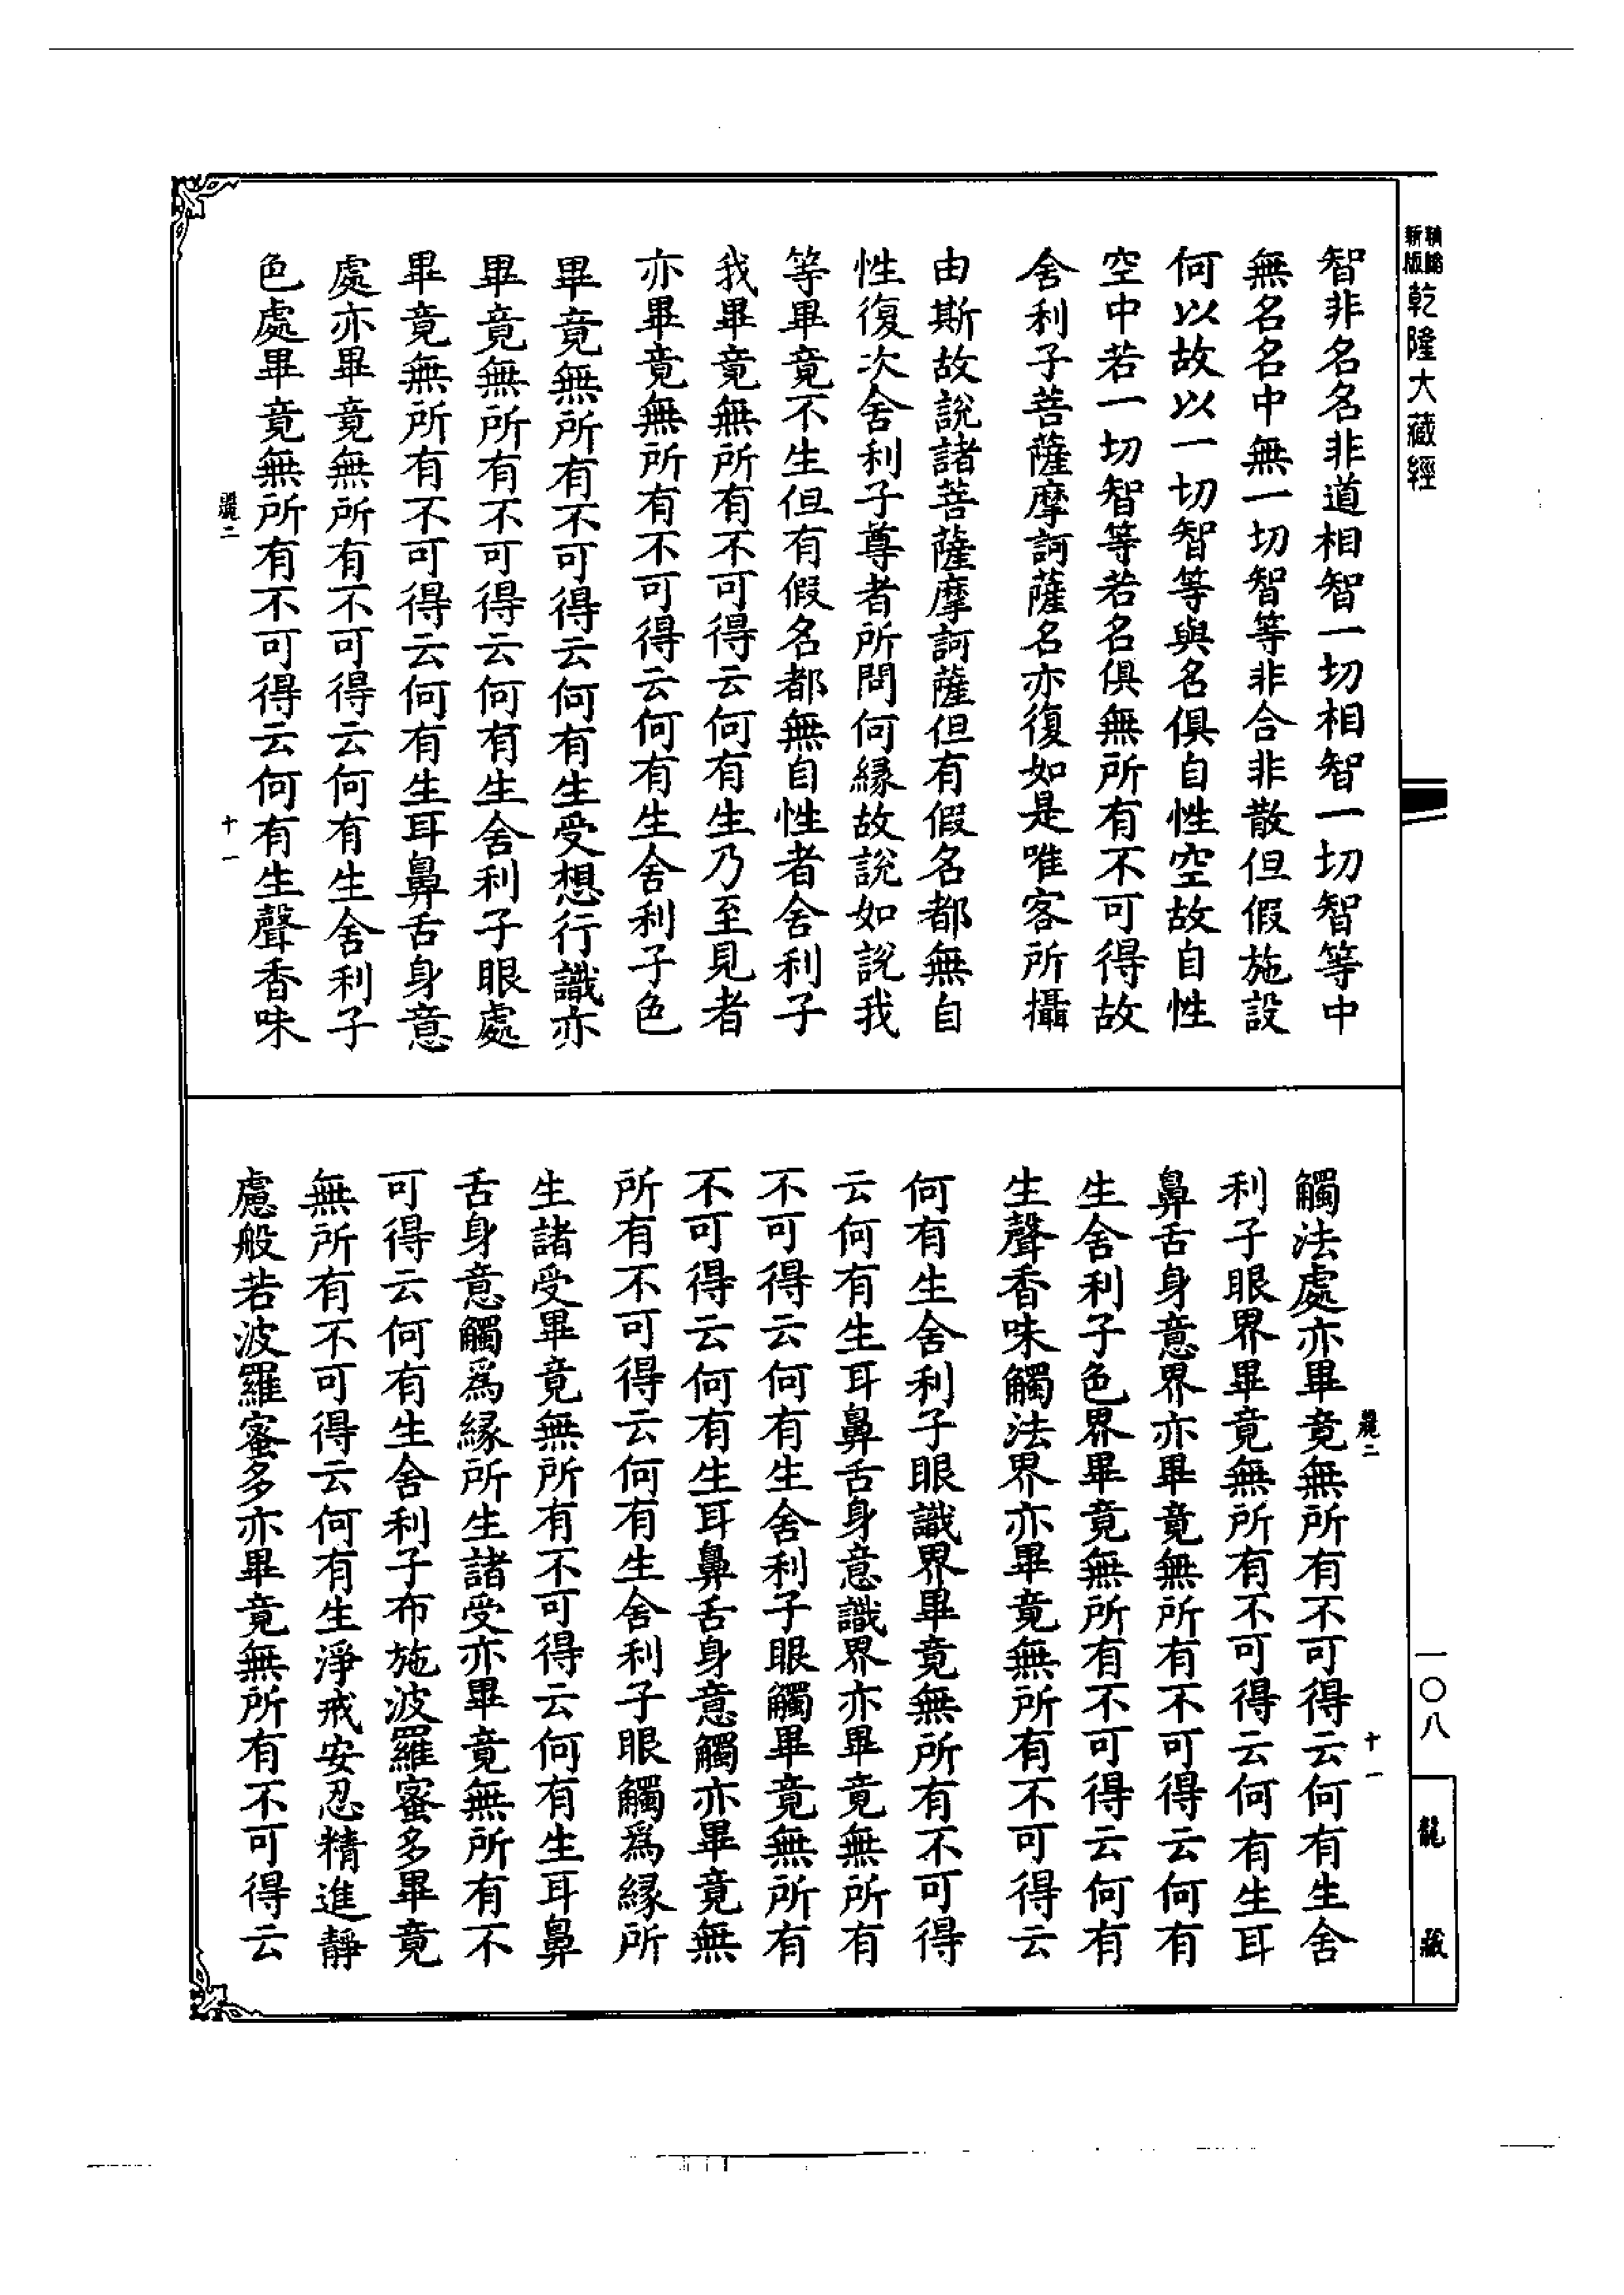 新版
精縮
乾隆大藏經
智非名名非道相智一切相智一切智等中
無名名中無一切智等非合非散但假施設
何以故以一切智等與名俱自性空故自性
空中若一切智等若名俱無所有不可得故
舍利子菩薩摩訶薩名亦復如是唯客所攝
由斯故說諸菩薩摩訶薩但有假名都無自
性復次舍利子尊者所問何緣故說如說我
等畢竟不生但有假名都無自性者舍利子
我畢竟無所有不可得云何有生乃至見者
亦畢竟無所有不可得云何有生舍利子色
畢竟無所有不可得云何有生受想行識亦
畢竟無所有不可得云何有生舍利子眼處
畢竟無所有不可得云何有生耳鼻舌身意
處亦畢竟無所有不可得云何有生舍利子
色處畢竟無所有不可得云何有生聲香味
麗二
十一
麗二
十一
觸法處亦畢竟無所有不可得云何有生舍
利子眼界畢竟無所有不可得云何有生耳
鼻舌身意界亦畢竟無所有不可得云何有
生舍利子色界畢竟無所有不可得云何有
生聲香味觸法界亦畢竟無所有不可得云
何有生舍利子眼識界畢竟無所有不可得
云何有生耳鼻舌身意識界亦畢竟無所有
不可得云何有生舍利子眼觸畢竟無所有
不可得云何有生耳鼻舌身意觸亦畢竟無
所有不可得云何有生舍利子眼觸爲緣所
生諸受畢竟無所有不可得云何有生耳鼻
舌身意觸爲緣所生諸受亦畢竟無所有不
可得云何有生舍利子布施波羅蜜多畢竟
無所有不可得云何有生淨戒安忍精進靜
慮般若波羅蜜多亦畢竟無所有不可得云
一〇八
龍藏